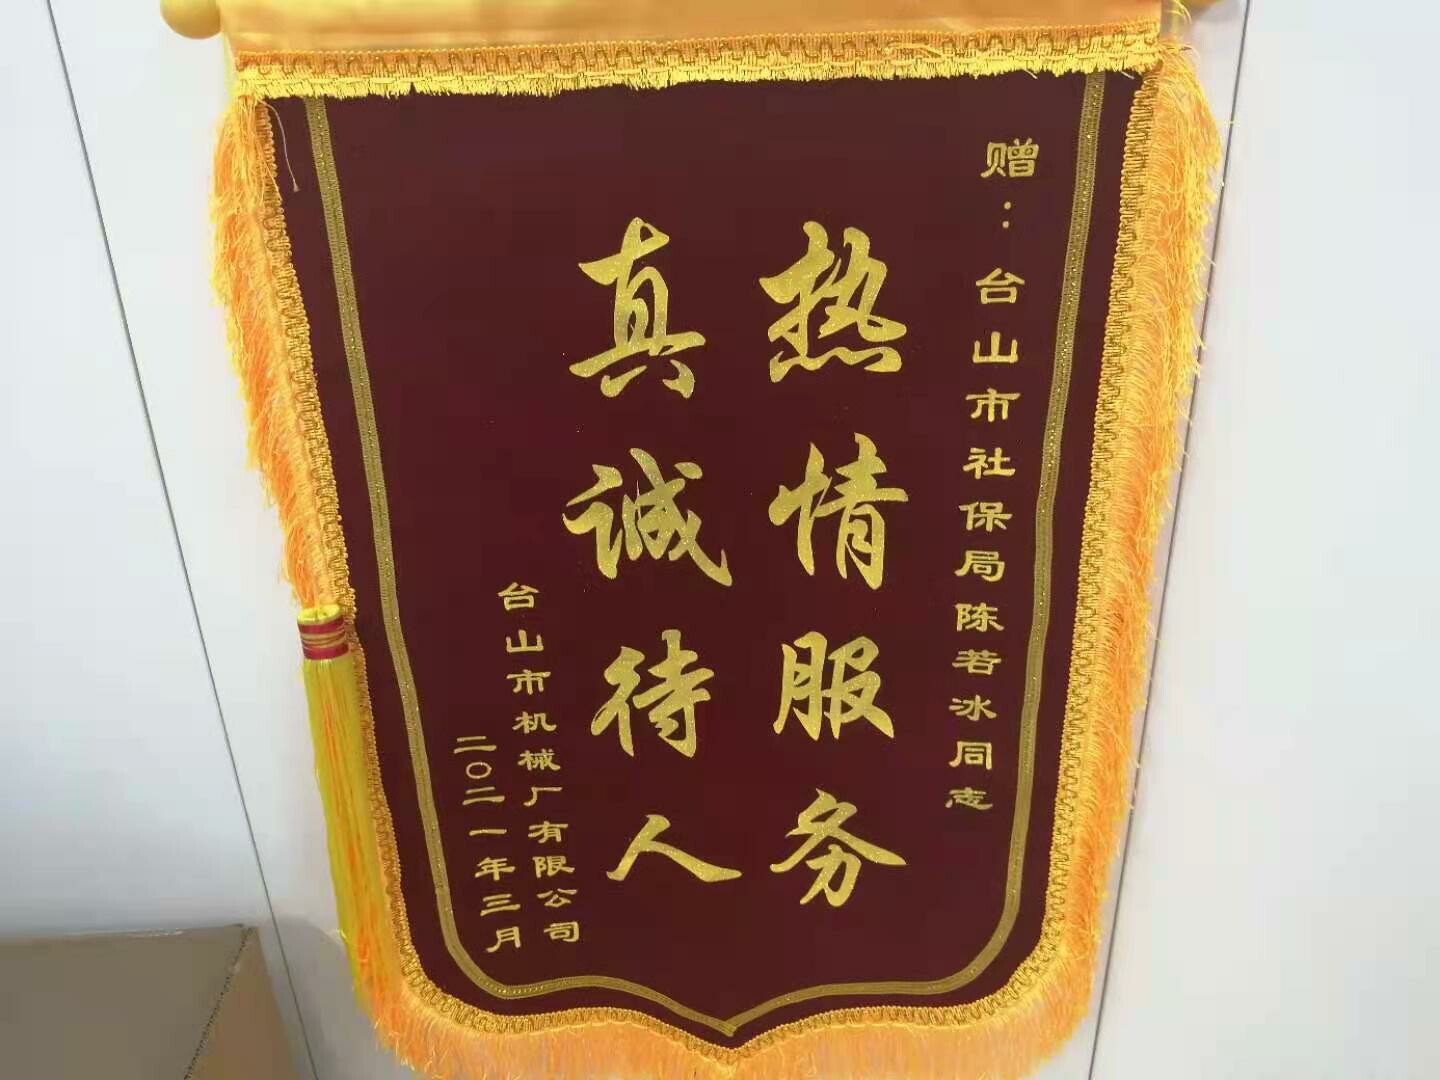 赠：台山市社保局陈若冰同志
热情服务
真诚待人
台山市机械厂有限公司
二〇二一年三月